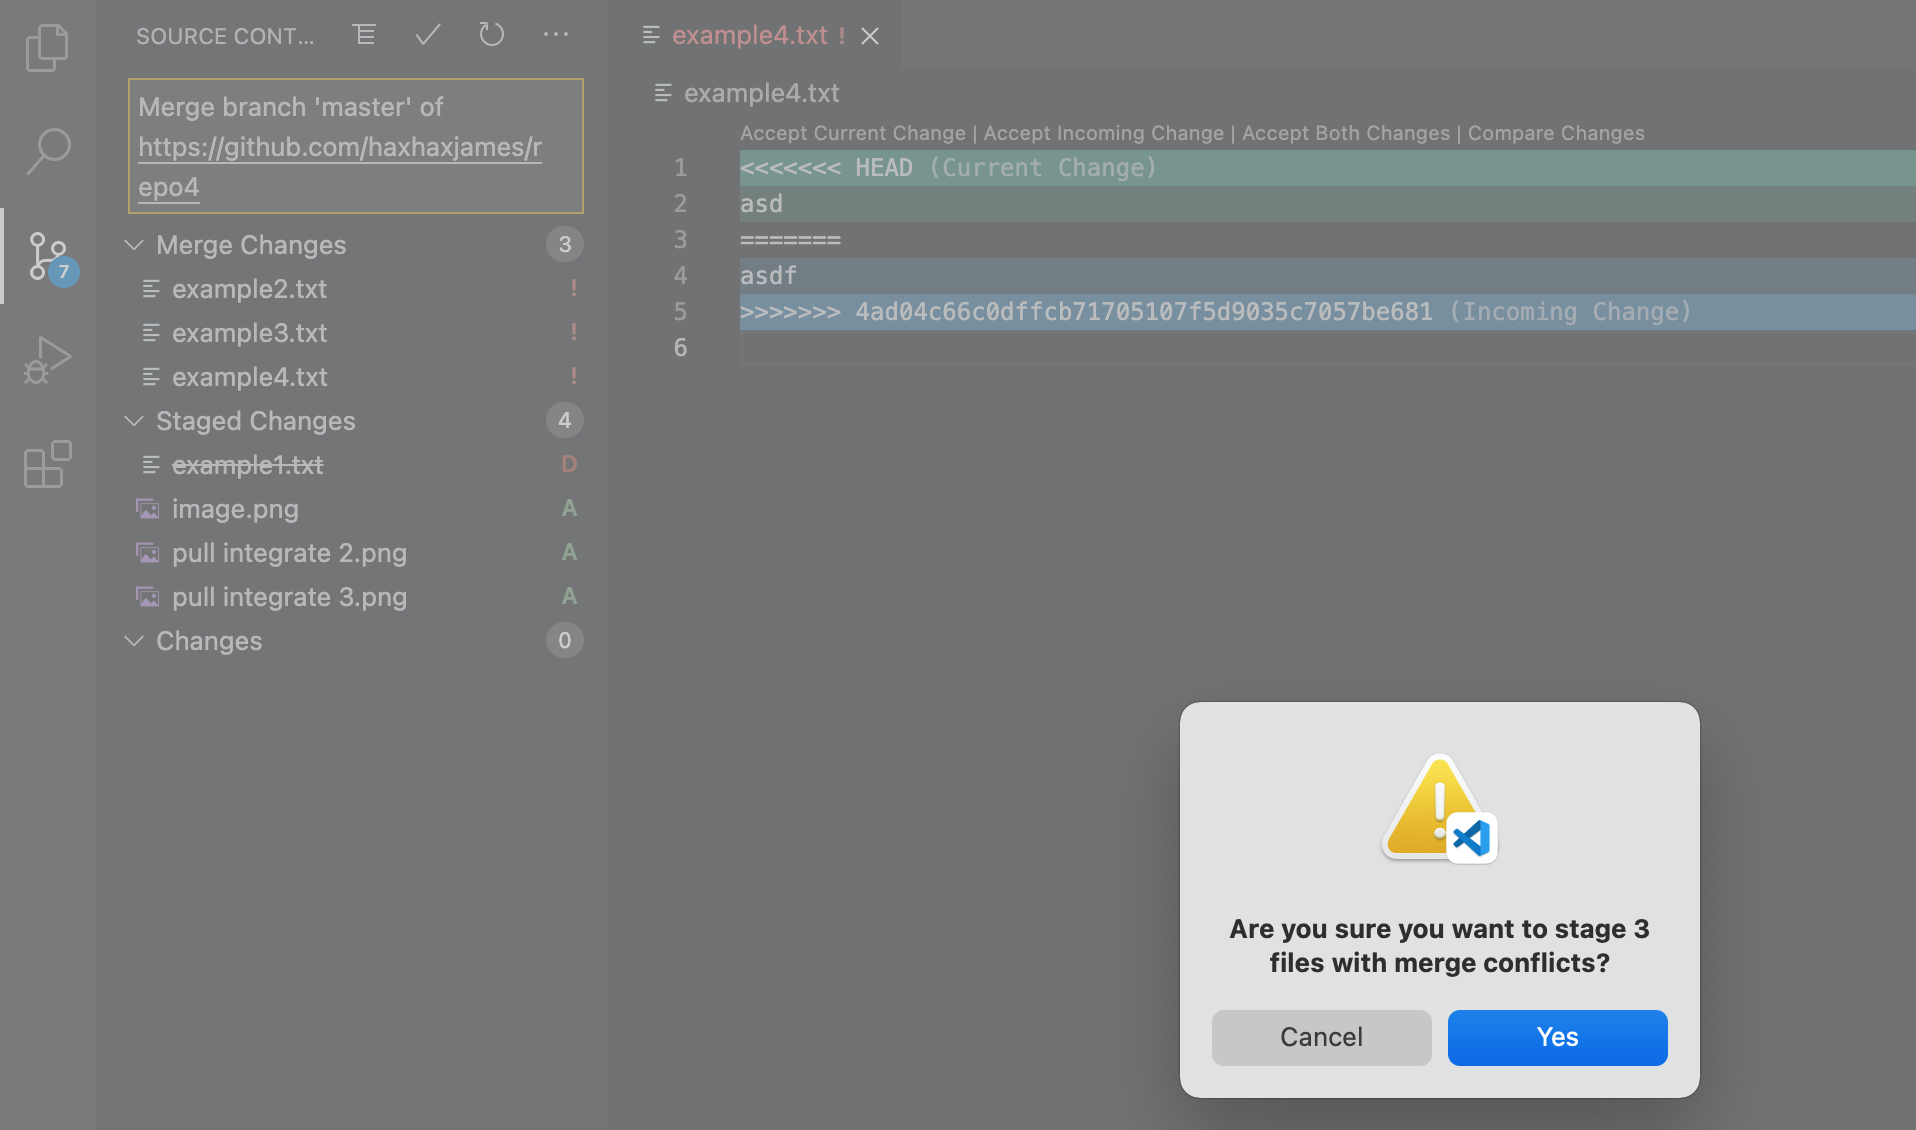 SOURCE CONT...
Merge branch 'master' of
https://github.com/haxhaxjames/r
epo4
7
Merge Changes 3
example2.txt !
example3.txt !
example4.txt !
Staged Changes 4
example1.txt D
image.png A
pull integrate 2.png A
pull integrate 3.png A
Changes 0
example4.txt !
example4.txt
Accept Current Change | Accept Incoming Change | Accept Both Changes | Compare Changes
1 <<<<<<< HEAD (Current Change)
2 asd
3 =======
4 asdf
5 >>>>>>> 4ad04c66c0dffcb71705107f5d9035c7057be681 (Incoming Change)
6
Are you sure you want to stage 3
files with merge conflicts?
Cancel Yes